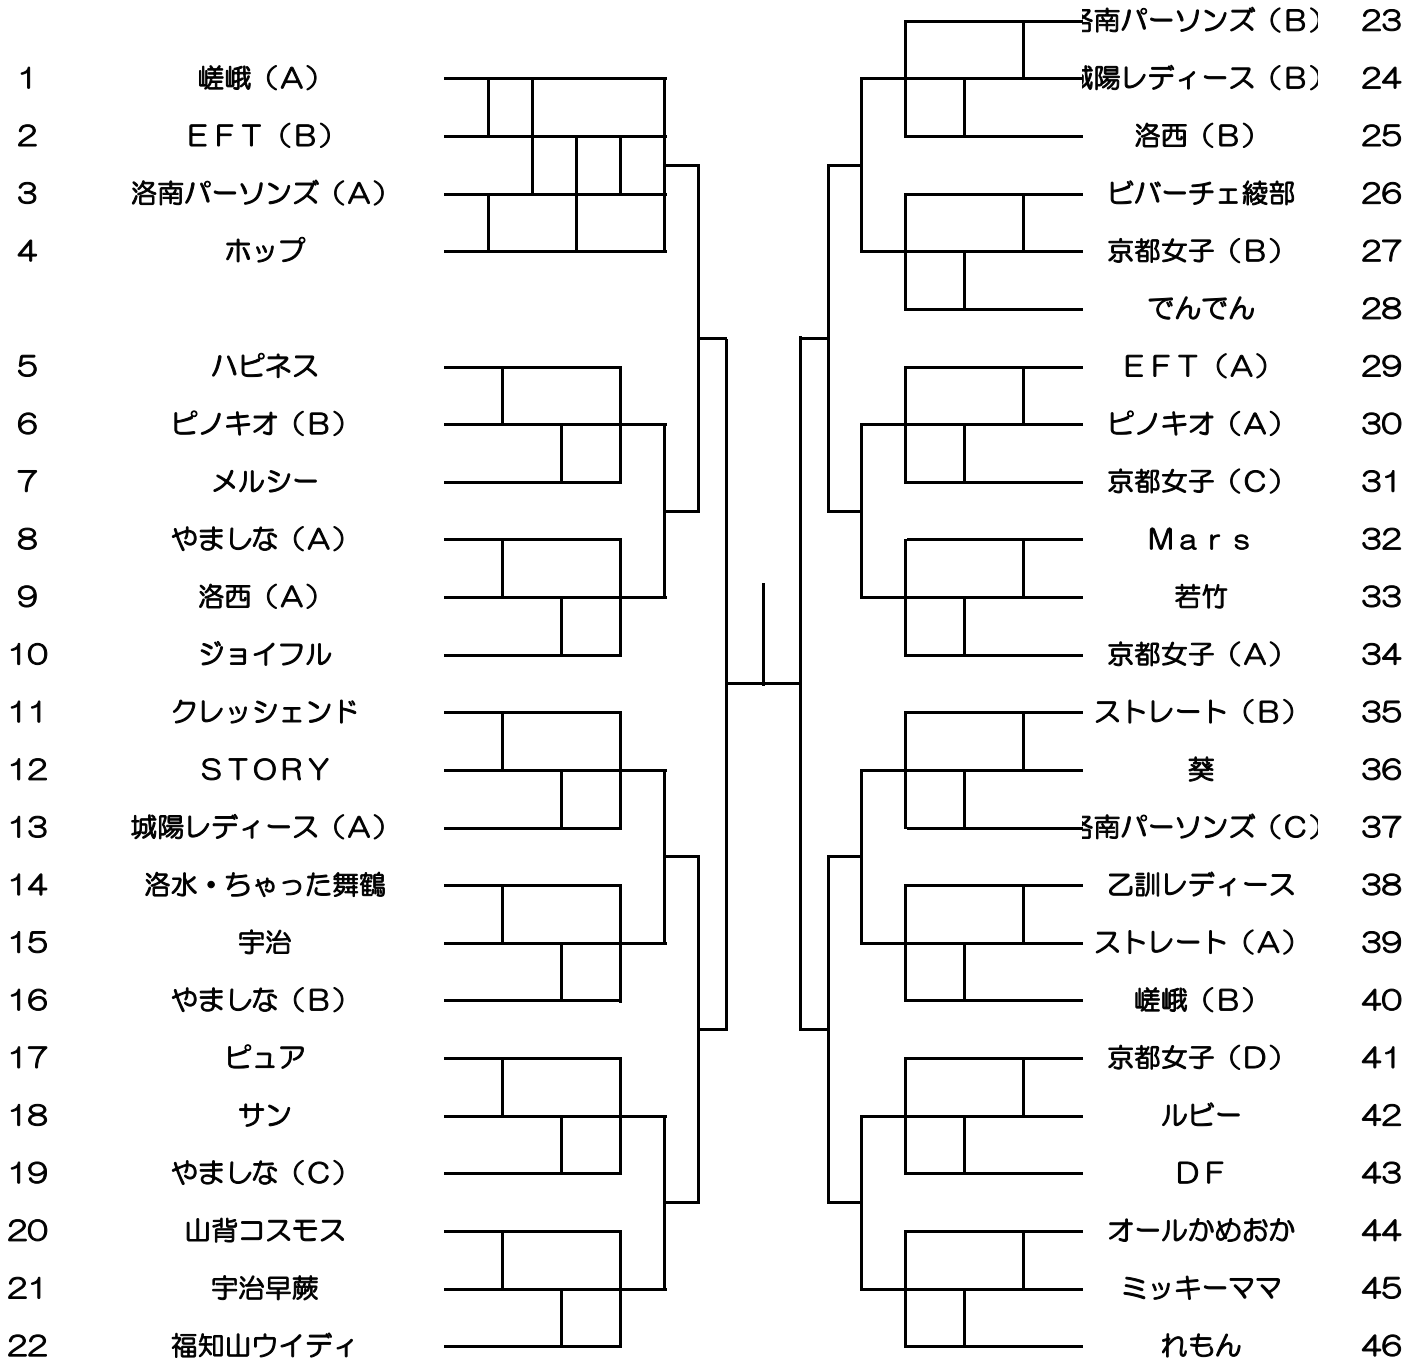 1 嵯峨（A）
2 EFT（B）
3 洛南パーソンズ（A）
4 ホップ
5 ハピネス
6 ピノキオ（B）
7 メルシー
8 やましな（A）
9 洛西（A）
10 ジョイフル
11 クレッシェンド
12 STORY
13 城陽レディース（A）
14 洛水・ちゃった舞鶴
15 宇治
16 やましな（B）
17 ピュア
18 サン
19 やましな（C）
20 山背コスモス
21 宇治早蕨
22 福知山ウイディ
洛南パーソンズ（B） 23
城陽レディース（B） 24
洛西（B） 25
ビバーチェ綾部 26
京都女子（B） 27
でんでん 28
EFT（A） 29
ピノキオ（A） 30
京都女子（C） 31
Mars 32
若竹 33
京都女子（A） 34
ストレート（B） 35
葵 36
洛南パーソンズ（C） 37
乙訓レディース 38
ストレート（A） 39
嵯峨（B） 40
京都女子（D） 41
ルビー 42
DF 43
オールかめおか 44
ミッキーママ 45
れもん 46